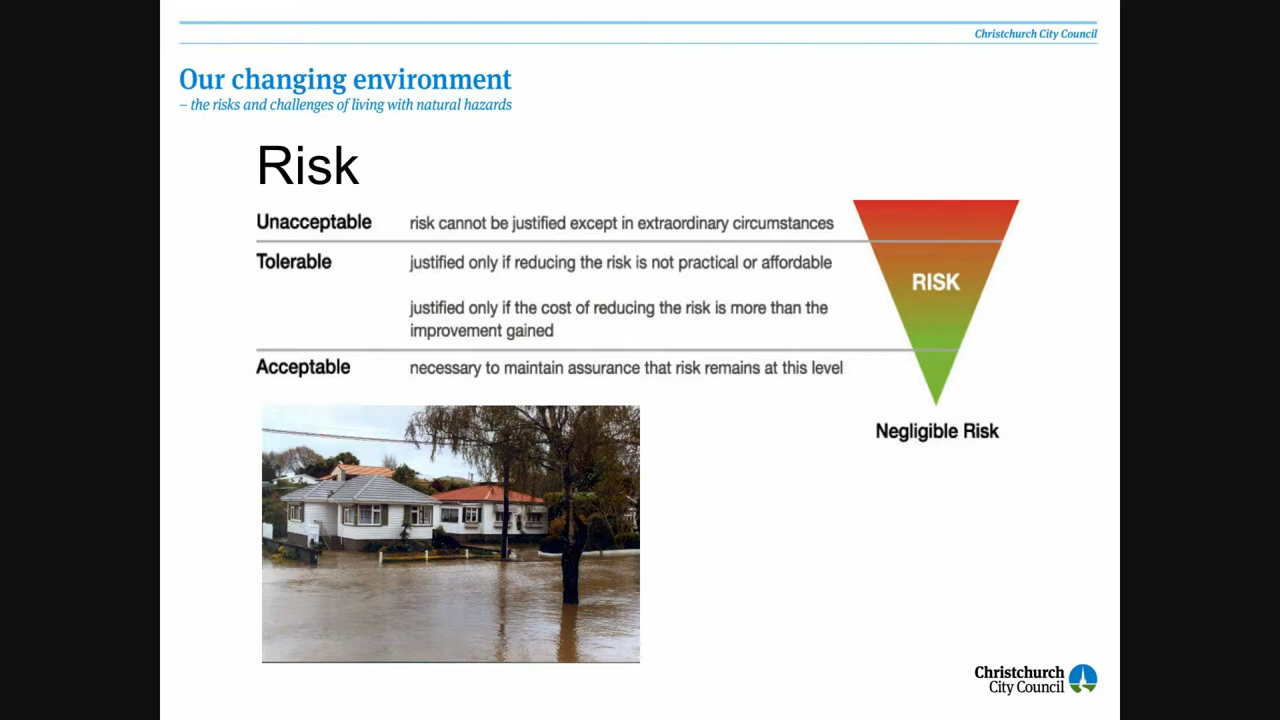 Christchurch City Council
Our changing environment
– the risks and challenges of living with natural hazards
Risk
Unacceptable risk cannot be justified except in extraordinary circumstances
Tolerable justified only if reducing the risk is not practical or affordable
RISK
justified only if the cost of reducing the risk is more than the
improvement gained
Acceptable necessary to maintain assurance that risk remains at this level
Negligible Risk
Christchurch
City Council